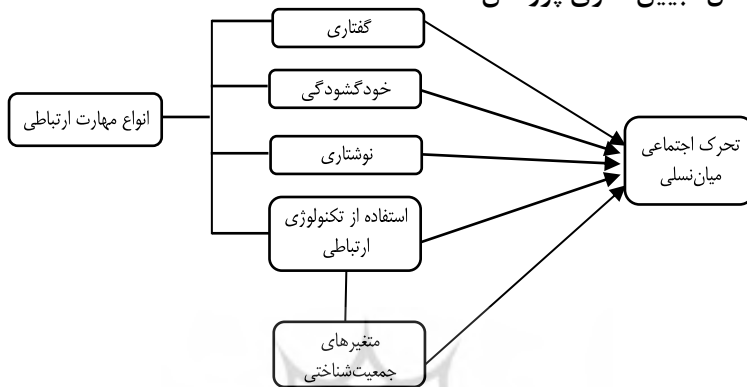 گفتاری
خودگشودگی
انواع مهارت ارتباطی
نوشتاری
تحرک اجتماعی
میان‌نسلی
استفاده از تکنولوژی
ارتباطی
متغیرهای
جمعیت‌شناختی